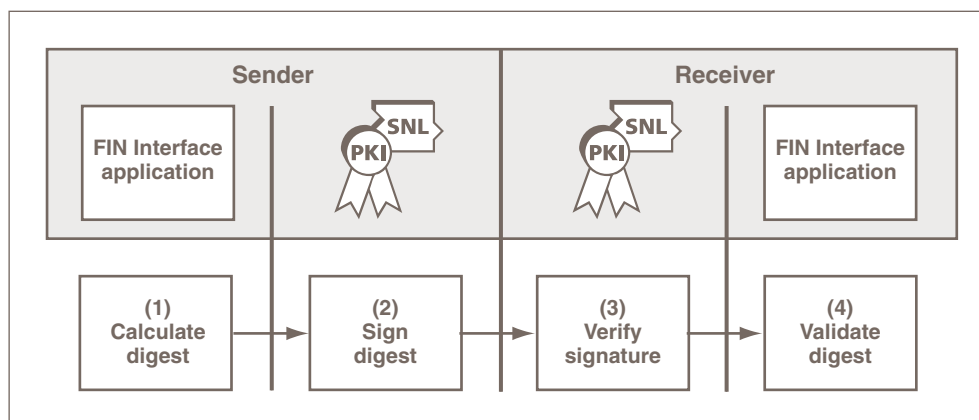 Sender
Receiver
FIN Interface
application
SNL
PKI
SNL
PKI
FIN Interface
application
(1)
Calculate
digest
(2)
Sign
digest
(3)
Verify
signature
(4)
Validate
digest